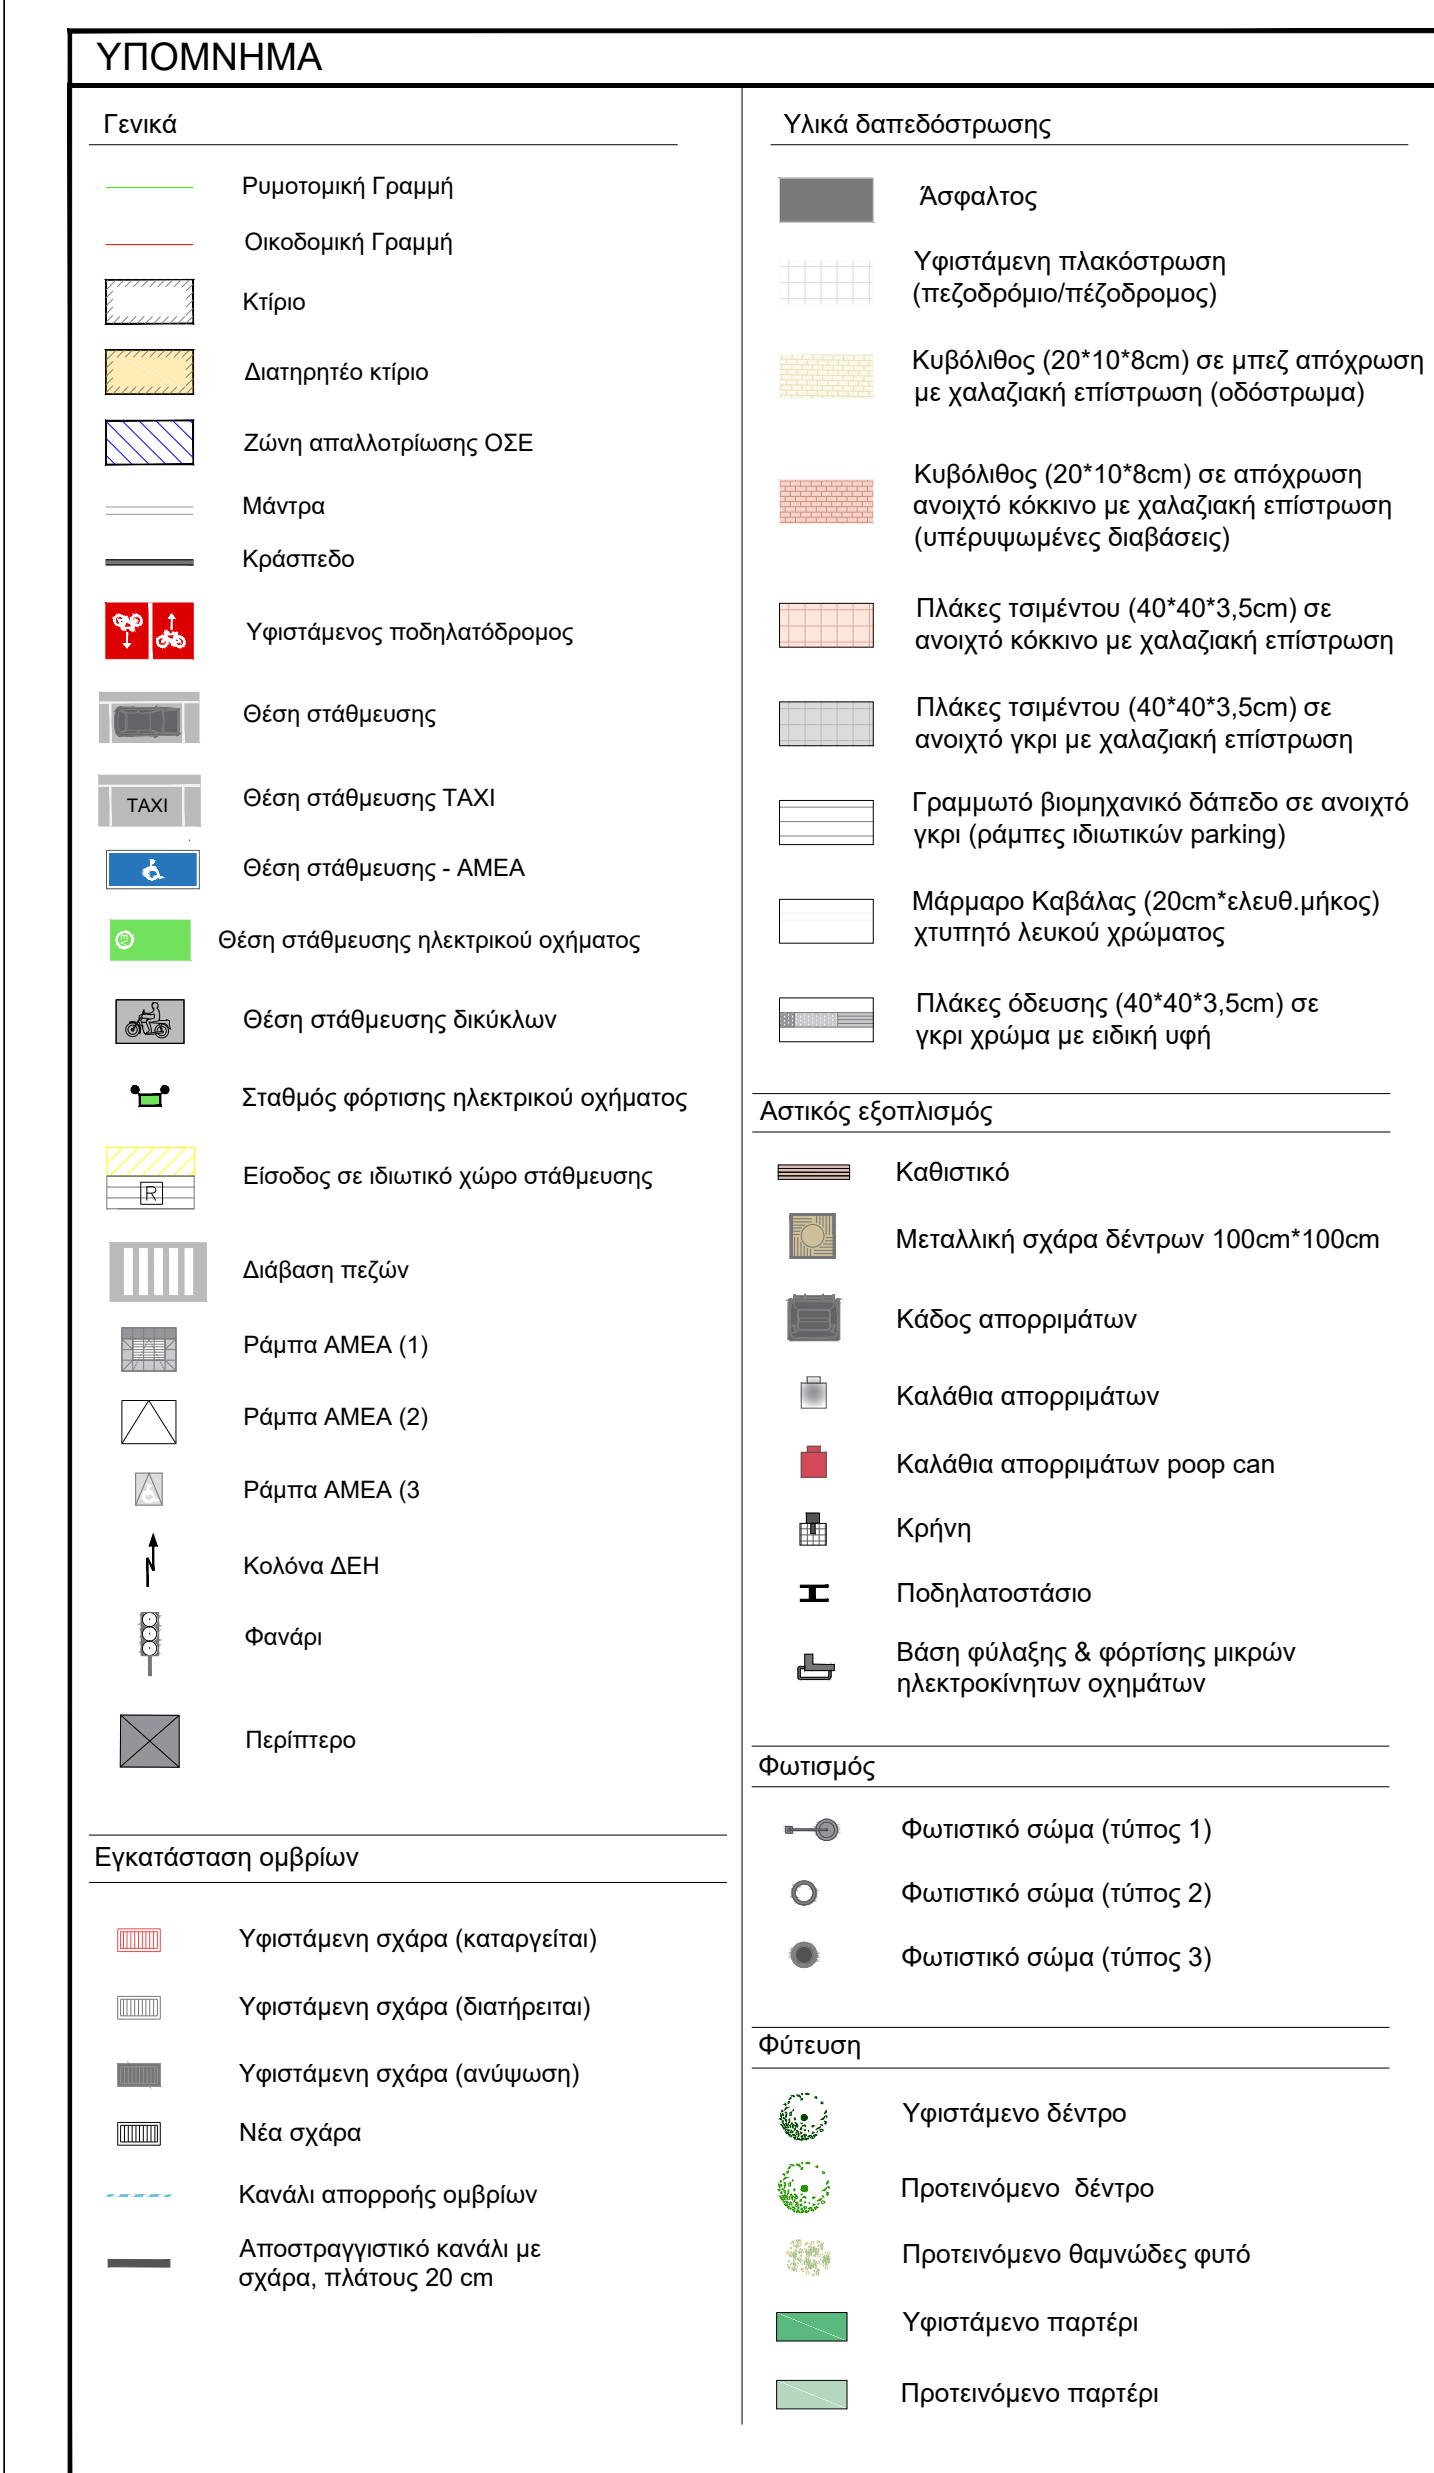 ΥΠΟΜΝΗΜΑ
Γενικά
Ρυμοτομική Γραμμή
Οικοδομική Γραμμή
Κτίριο
Διατηρητέο κτίριο
Ζώνη απαλλοτρίωσης ΟΣΕ
Μάντρα
Κράσπεδο
Υφιστάμενος ποδηλατόδρομος
Θέση στάθμευσης
TAXI
Θέση στάθμευσης TAXI
Θέση στάθμευσης - ΑΜΕΑ
Θέση στάθμευσης ηλεκτρικού οχήματος
Θέση στάθμευσης δικύκλων
Σταθμός φόρτισης ηλεκτρικού οχήματος
R
Είσοδος σε ιδιωτικό χώρο στάθμευσης
Διάβαση πεζών
Ράμπα ΑΜΕΑ (1)
Ράμπα ΑΜΕΑ (2)
Ράμπα ΑΜΕΑ (3
Κολόνα ΔΕΗ
Φανάρι
Περίπτερο
Εγκατάσταση ομβρίων
Υφιστάμενη σχάρα (καταργείται)
Υφιστάμενη σχάρα (διατήρειται)
Υφιστάμενη σχάρα (ανύψωση)
Νέα σχάρα
Κανάλι απορροής ομβρίων
Αποστραγγιστικό κανάλι με
σχάρα, πλάτους 20 cm
Υλικά δαπεδόστρωσης
Άσφαλτος
Υφιστάμενη πλακόστρωση
(πεζοδρόμιο/πέζοδρομος)
Κυβόλιθος (20*10*8cm) σε μπεζ απόχρωση
με χαλαζιακή επίστρωση (οδόστρωμα)
Κυβόλιθος (20*10*8cm) σε απόχρωση
ανοιχτό κόκκινο με χαλαζιακή επίστρωση
(υπέρυψωμένες διαβάσεις)
Πλάκες τσιμέντου (40*40*3,5cm) σε
ανοιχτό κόκκινο με χαλαζιακή επίστρωση
Πλάκες τσιμέντου (40*40*3,5cm) σε
ανοιχτό γκρι με χαλαζιακή επίστρωση
Γραμμωτό βιομηχανικό δάπεδο σε ανοιχτό
γκρι (ράμπες ιδιωτικών parking)
Μάρμαρο Καβάλας (20cm*ελευθ.μήκος)
χτυπητό λευκού χρώματος
Πλάκες όδευσης (40*40*3,5cm) σε
γκρι χρώμα με ειδική υφή
Αστικός εξοπλισμός
Καθιστικό
Μεταλλική σχάρα δέντρων 100cm*100cm
Κάδος απορριμάτων
Καλάθια απορριμάτων
Καλάθια απορριμάτων poop can
Κρήνη
Ποδηλατοστάσιο
Βάση φύλαξης & φόρτίσης μικρών
ηλεκτροκίνητων οχημάτων
Φωτισμός
Φωτιστικό σώμα (τύπος 1)
Φωτιστικό σώμα (τύπος 2)
Φωτιστικό σώμα (τύπος 3)
Φύτευση
Υφιστάμενο δέντρο
Προτεινόμενο δέντρο
Προτεινόμενο θαμνώδες φυτό
Υφιστάμενο παρτέρι
Προτεινόμενο παρτέρι